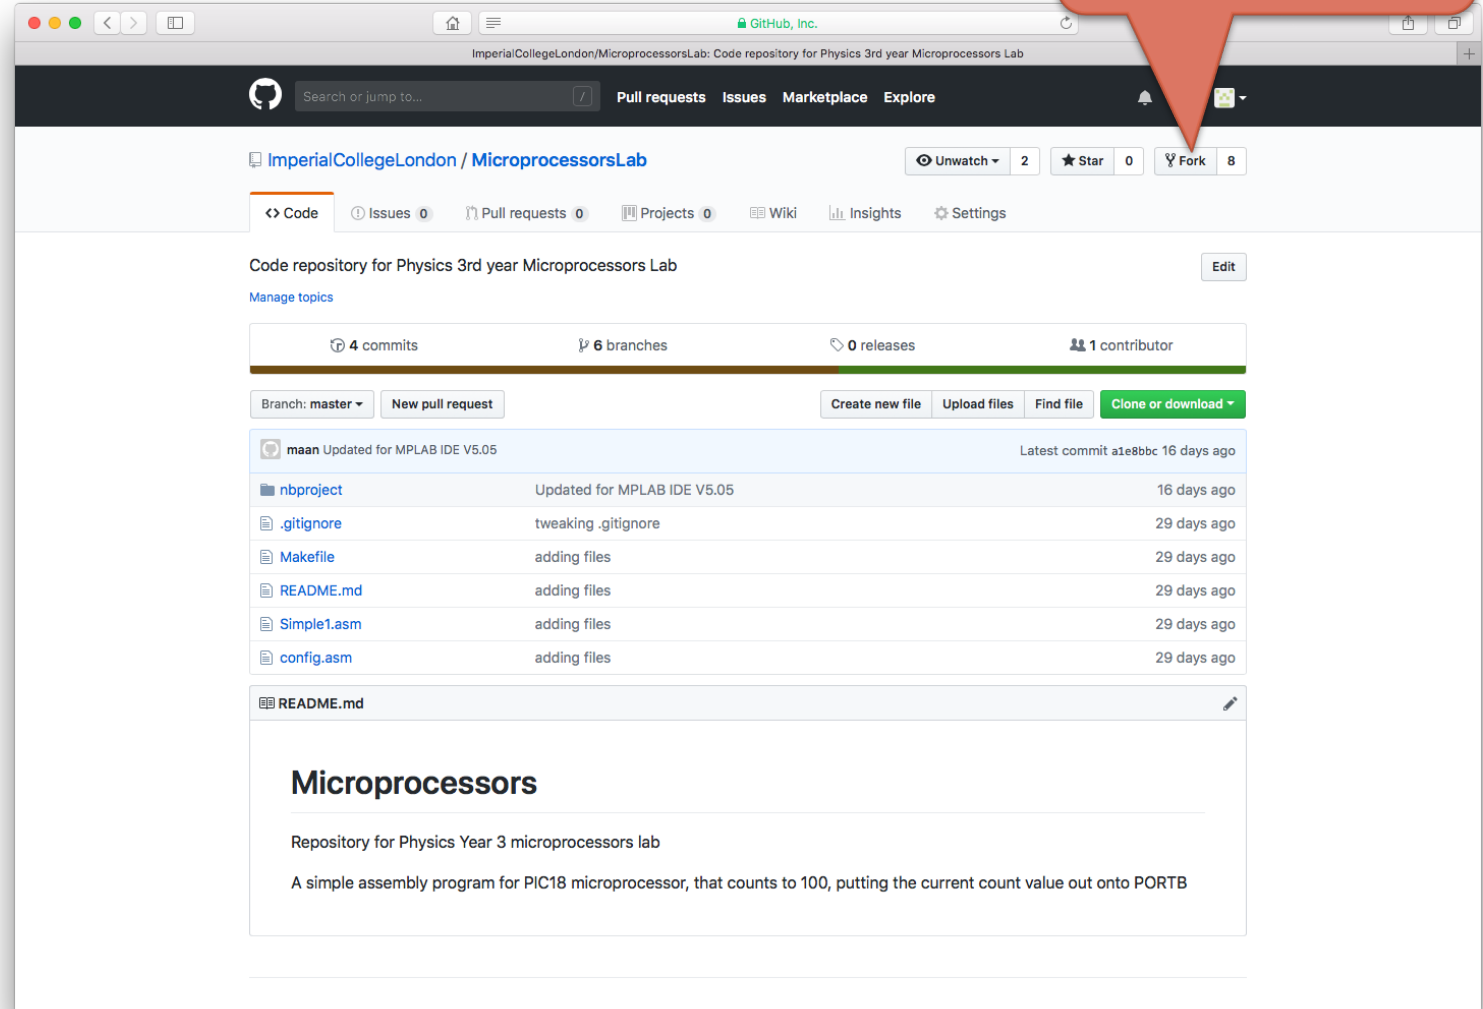 GitHub, Inc.
ImperialCollegeLondon/MicroprocessorsLab: Code repository for Physics 3rd year Microprocessors Lab
Search or jump to... /
Pull requests Issues Marketplace Explore
ImperialCollegeLondon / MicroprocessorsLab
Unwatch 2 Star 0 Fork 8
Code Issues 0 Pull requests 0 Projects 0 Wiki Insights Settings
Code repository for Physics 3rd year Microprocessors Lab Edit
Manage topics
4 commits 6 branches 0 releases 1 contributor
Branch: master New pull request Create new file Upload files Find file Clone or download
maan Updated for MPLAB IDE V5.05 Latest commit a1e8bbc 16 days ago
nbproject Updated for MPLAB IDE V5.05 16 days ago
.gitignore tweaking .gitignore 29 days ago
Makefile adding files 29 days ago
README.md adding files 29 days ago
Simple1.asm adding files 29 days ago
config.asm adding files 29 days ago
README.md
Microprocessors
Repository for Physics Year 3 microprocessors lab
A simple assembly program for PIC18 microprocessor, that counts to 100, putting the current count value out onto PORTB